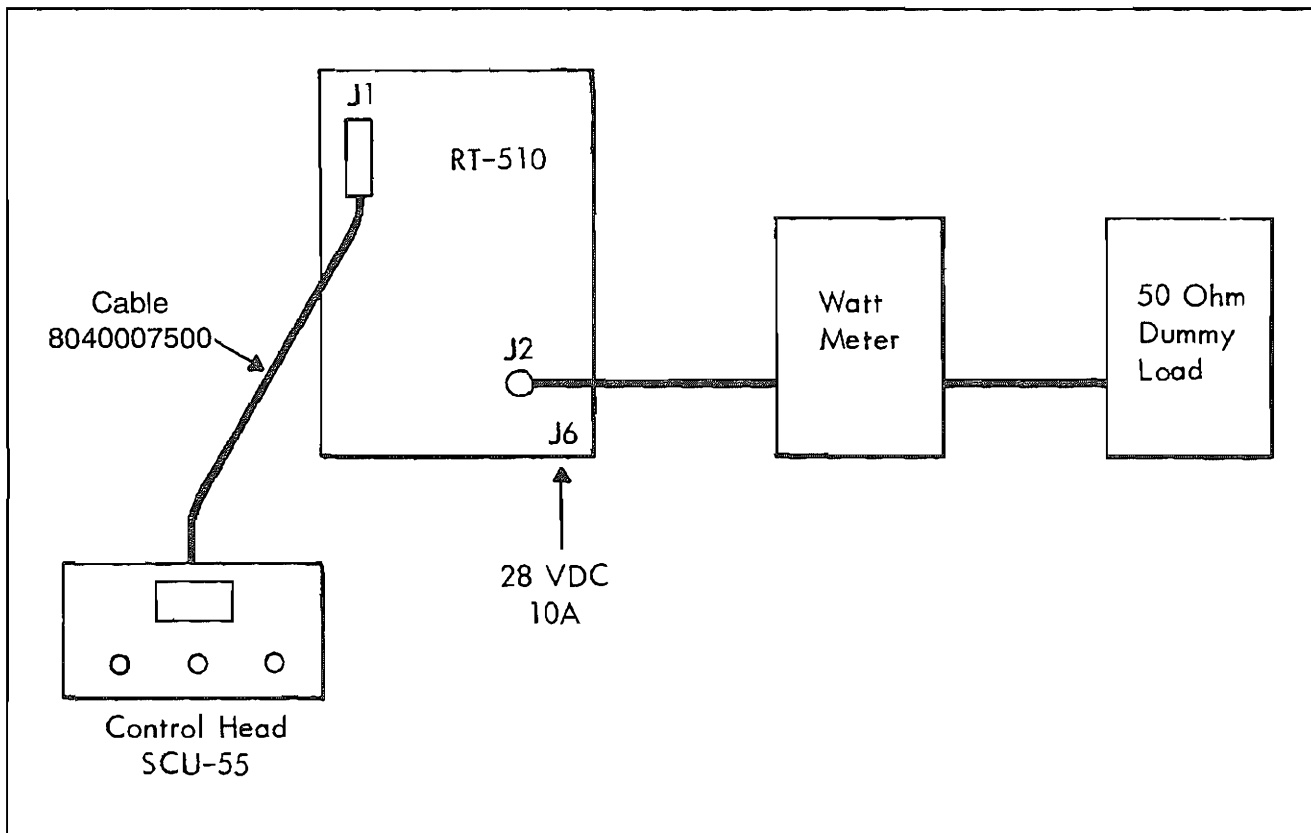 J1
RT-510
Cable
8040007500
J2
J6
28 VDC
10A
Watt
Meter
50 Ohm
Dummy
Load
Control Head
SCU-55